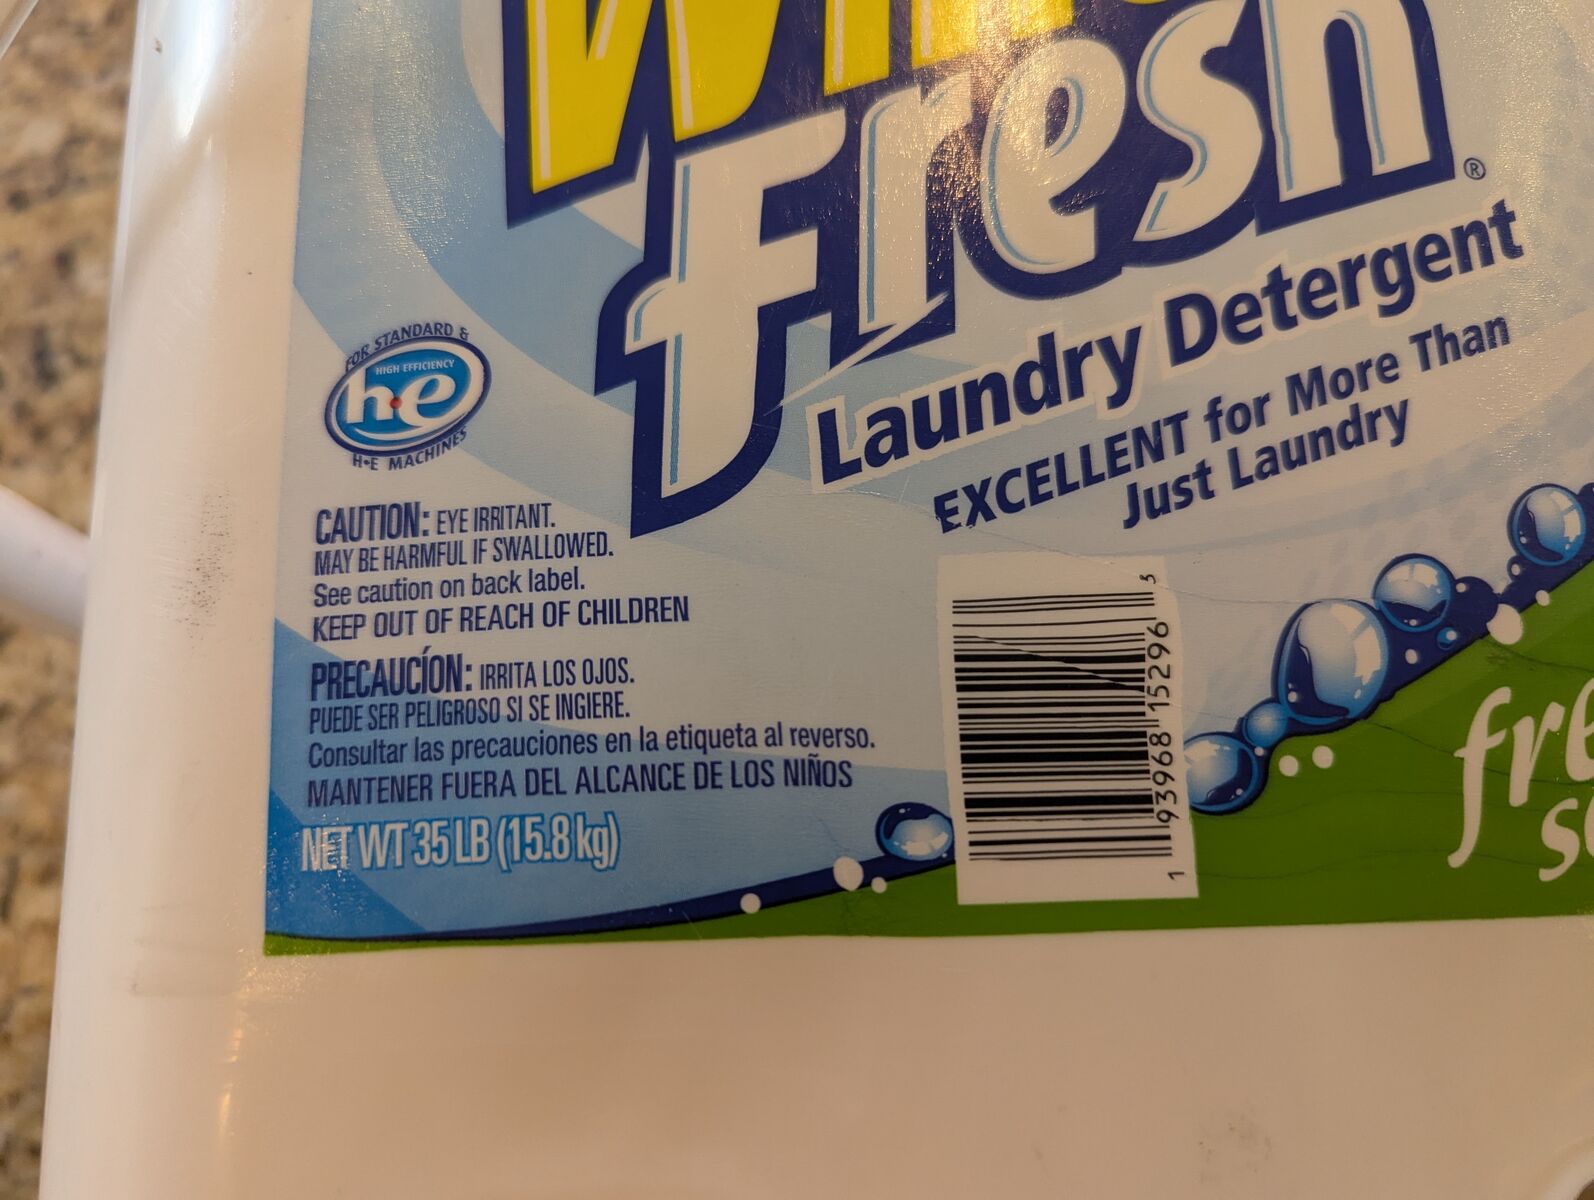 Fresh®
Laundry Detergent
EXCELLENT for More Than
Just Laundry
FOR STANDARD &
HIGH EFFICIENCY
h•e
H•E MACHINES
CAUTION: EYE IRRITANT.
MAY BE HARMFUL IF SWALLOWED.
See caution on back label.
KEEP OUT OF REACH OF CHILDREN
PRECAUCÍON: IRRITA LOS OJOS.
PUEDE SER PELIGROSO SI SE INGIERE.
Consultar las precauciones en la etiqueta al reverso.
MANTENER FUERA DEL ALCANCE DE LOS NIÑOS
NET WT 35 LB (15.8 kg)
1 93968 15296 3